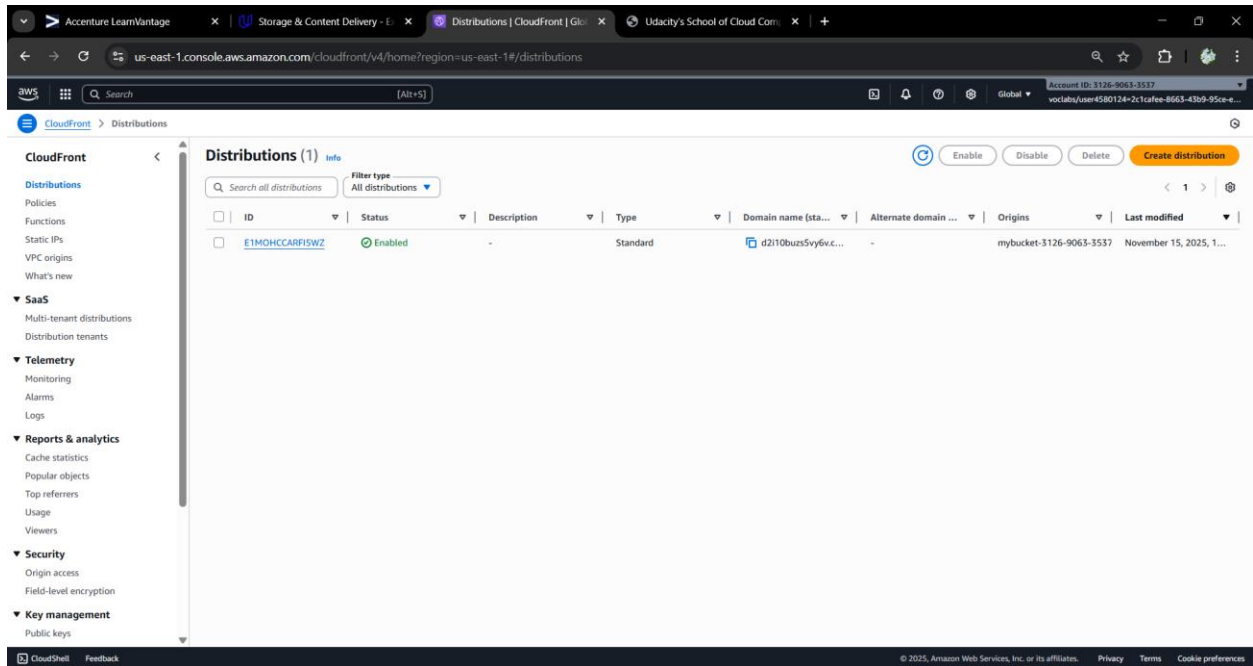 Accenture LearnVantage
Storage & Content Delivery - E
Distributions | CloudFront | Glo
Udacity's School of Cloud Com
us-east-1.console.aws.amazon.com/cloudfront/v4/home?region=us-east-1#/distributions
aws
Search
[Alt+S]
Global
Account ID: 3126-9063-3537
voclabs/user4580124=2c1cafee-8663-43b9-95ce-e...
CloudFront > Distributions
CloudFront
Distributions
Policies
Functions
Static IPs
VPC origins
What's new
SaaS
Multi-tenant distributions
Distribution tenants
Telemetry
Monitoring
Alarms
Logs
Reports & analytics
Cache statistics
Popular objects
Top referrers
Usage
Viewers
Security
Origin access
Field-level encryption
Key management
Public keys
Distributions (1) Info
Enable Disable Delete Create distribution
Search all distributions
Filter type
All distributions
1
ID Status Description Type Domain name (sta... Alternate domain ... Origins Last modified
E1MOHCCARFI5WZ Enabled - Standard d2i10buzs5vy6v.c... - mybucket-3126-9063-3537 November 15, 2025, 1...
CloudShell Feedback
© 2025, Amazon Web Services, Inc. or its affiliates. Privacy Terms Cookie preferences